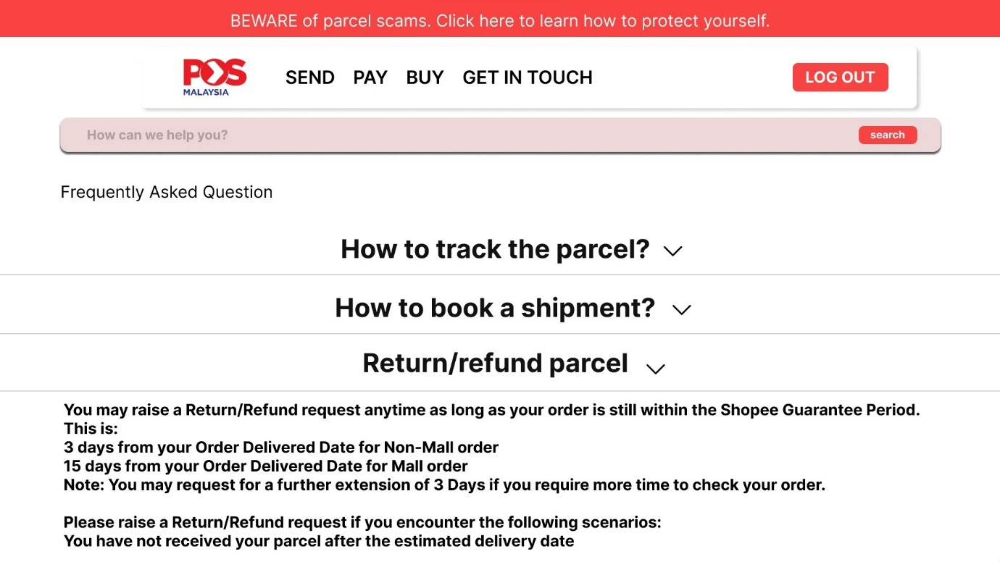 BEWARE of parcel scams. Click here to learn how to protect yourself.
POS
MALAYSIA
SEND PAY BUY GET IN TOUCH
LOG OUT
How can we help you?
search
Frequently Asked Question
How to track the parcel?
How to book a shipment?
Return/refund parcel
You may raise a Return/Refund request anytime as long as your order is still within the Shopee Guarantee Period.
This is:
3 days from your Order Delivered Date for Non-Mall order
15 days from your Order Delivered Date for Mall order
Note: You may request for a further extension of 3 Days if you require more time to check your order.
Please raise a Return/Refund request if you encounter the following scenarios:
You have not received your parcel after the estimated delivery date